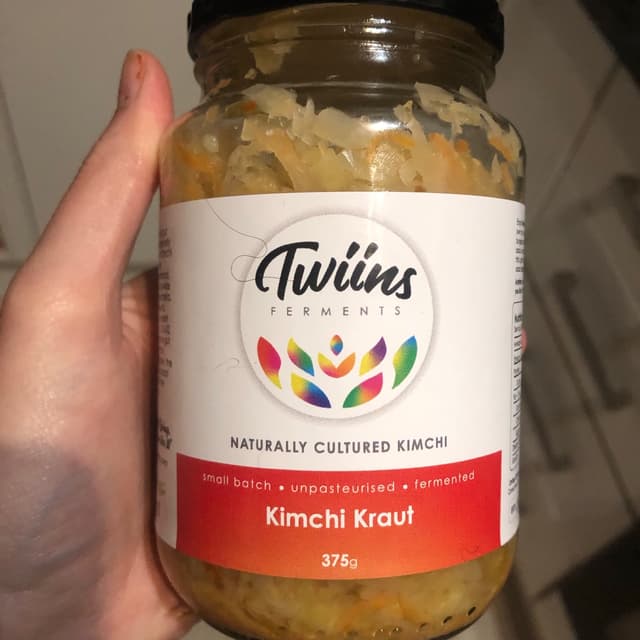 Twiins
FERMENTS
NATURALLY CULTURED KIMCHI
small batch • unpasteurised • fermented
Kimchi Kraut
375g